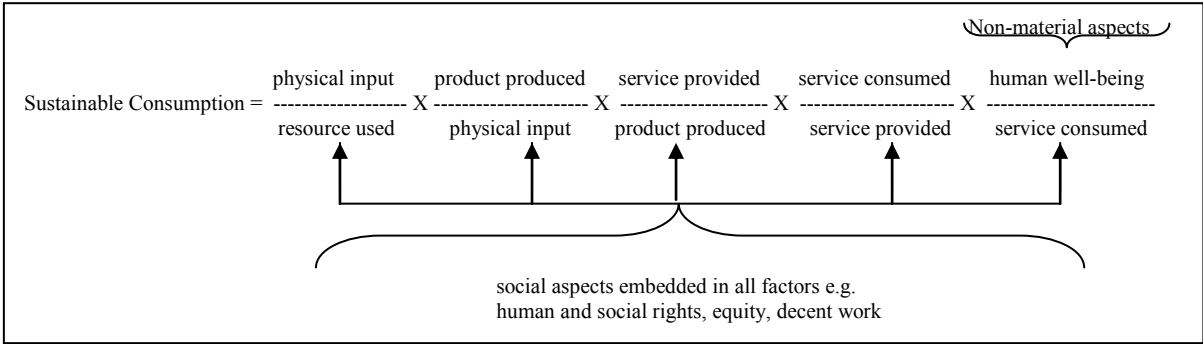 Non-material aspects
physical input product produced service provided service consumed human well-being
Sustainable Consumption = ------------------- X ---------------------- X --------------------- X ---------------------- X ------------------------
resource used physical input product produced service provided service consumed
social aspects embedded in all factors e.g.
human and social rights, equity, decent work